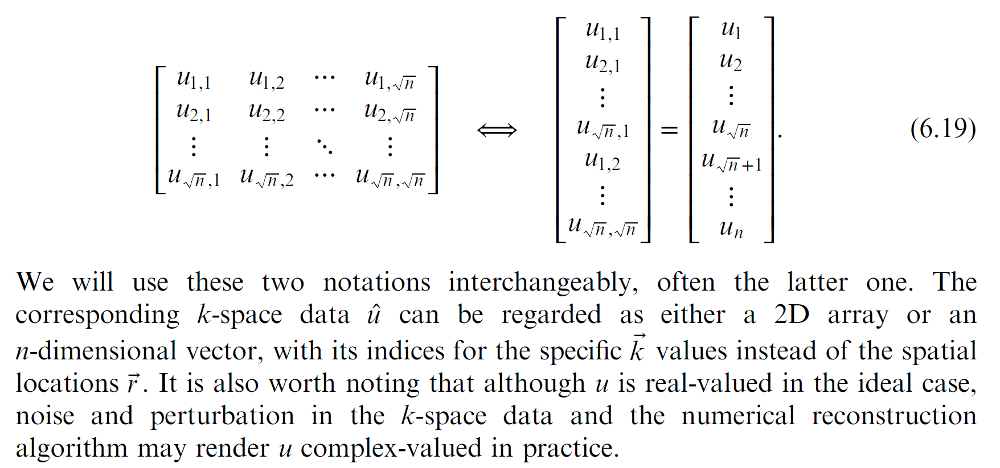 \begin{bmatrix} u_{1,1} & u_{1,2} & \cdots & u_{1,\sqrt{n}} \\ u_{2,1} & u_{2,2} & \cdots & u_{2,\sqrt{n}} \\ \vdots & \vdots & \ddots & \vdots \\ u_{\sqrt{n},1} & u_{\sqrt{n},2} & \cdots & u_{\sqrt{n},\sqrt{n}} \end{bmatrix} \iff \begin{bmatrix} u_{1,1} \\ u_{2,1} \\ \vdots \\ u_{\sqrt{n},1} \\ u_{1,2} \\ \vdots \\ u_{\sqrt{n},\sqrt{n}} \end{bmatrix} = \begin{bmatrix} u_1 \\ u_2 \\ \vdots \\ u_{\sqrt{n}} \\ u_{\sqrt{n}+1} \\ \vdots \\ u_n \end{bmatrix}. (6.19)
We will use these two notations interchangeably, often the latter one. The
corresponding k-space data û can be regarded as either a 2D array or an
n-dimensional vector, with its indices for the specific \vec{k} values instead of the spatial
locations \vec{r}. It is also worth noting that although u is real-valued in the ideal case,
noise and perturbation in the k-space data and the numerical reconstruction
algorithm may render u complex-valued in practice.